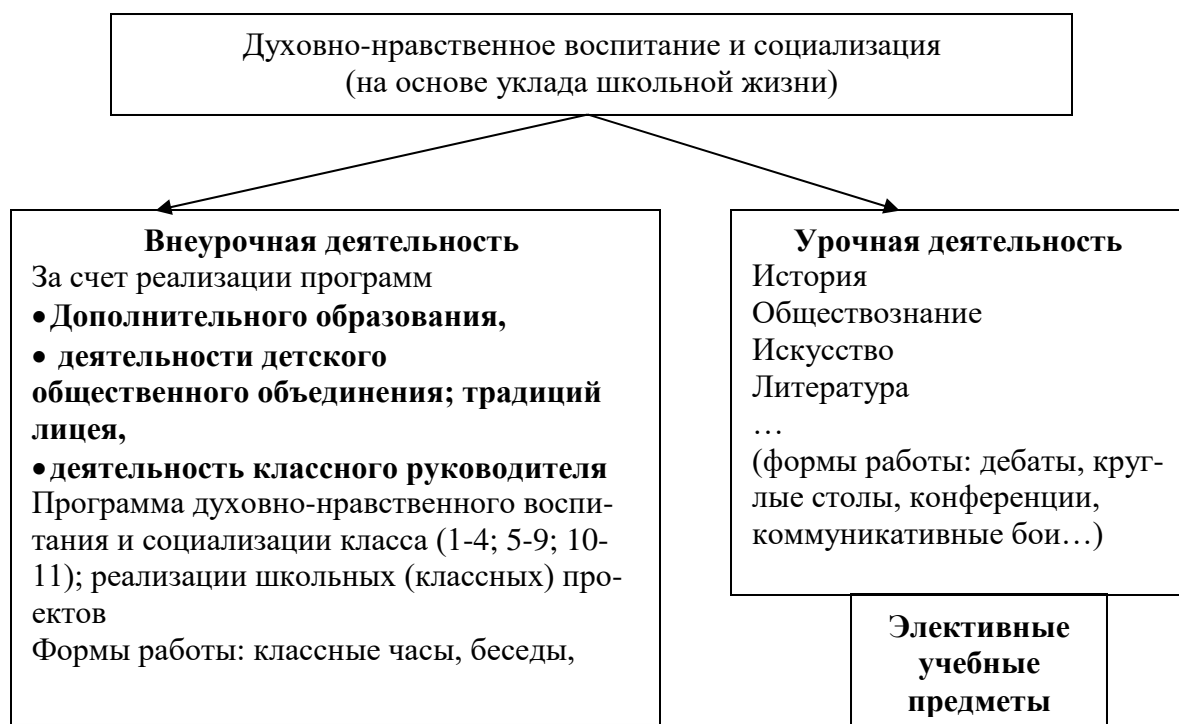 Духовно-нравственное воспитание и социализация
(на основе уклада школьной жизни)
Внеурочная деятельность
За счет реализации программ
•Дополнительного образования,
• деятельности детского
общественного объединения; традиций
лицея,
•деятельность классного руководителя
Программа духовно-нравственного воспи-
тания и социализации класса (1-4; 5-9; 10-
11); реализации школьных (классных) про-
ектов
Формы работы: классные часы, беседы,
Урочная деятельность
История
Обществознание
Искусство
Литература
…
(формы работы: дебаты, круг-
лые столы, конференции,
коммуникативные бои…)
Элективные
учебные
предметы